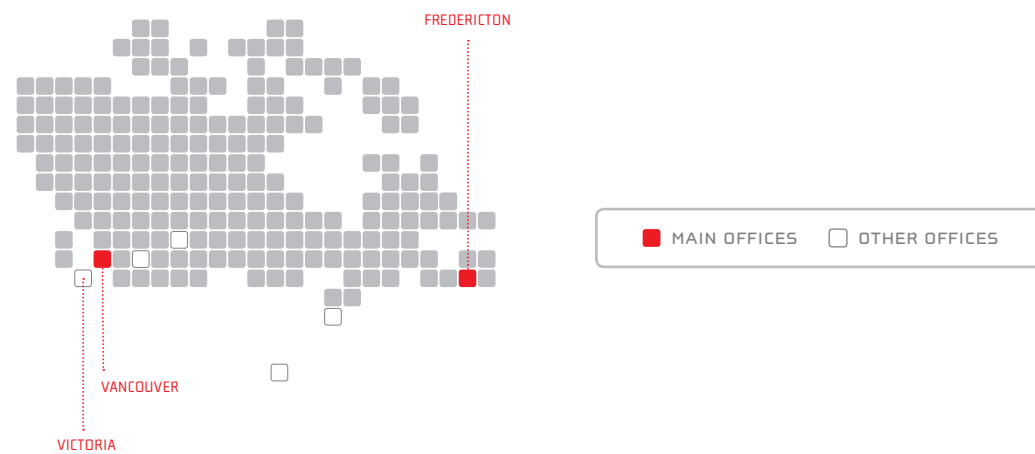 FREDERICTON
MAIN OFFICES
OTHER OFFICES
VANCOUVER
VICTORIA